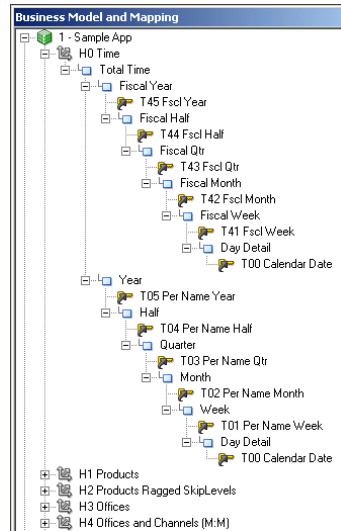 Business Model and Mapping
1 - Sample App
H0 Time
Total Time
Fiscal Year
T45 Fscl Year
Fiscal Half
T44 Fscl Half
Fiscal Qtr
T43 Fscl Qtr
Fiscal Month
T42 Fscl Month
Fiscal Week
T41 Fscl Week
Day Detail
T00 Calendar Date
Year
T05 Per Name Year
Half
T04 Per Name Half
Quarter
T03 Per Name Qtr
Month
T02 Per Name Month
Week
T01 Per Name Week
Day Detail
T00 Calendar Date
H1 Products
H2 Products Ragged SkipLevels
H3 Offices
H4 Offices and Channels (M:M)